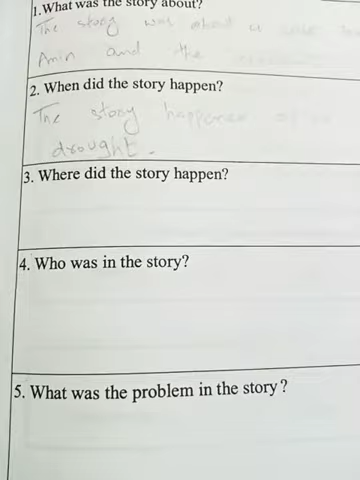 1. What was the story about?
The story was about a
Amin and the
2. When did the story happen?
The story happened
drought.
3. Where did the story happen?
4. Who was in the story?
5. What was the problem in the story?